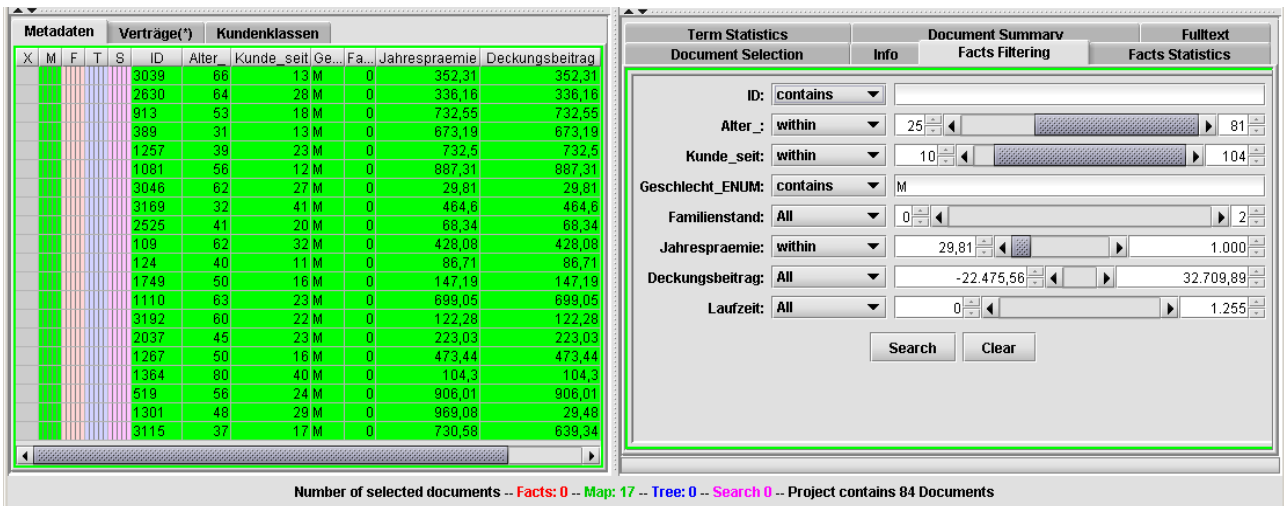 Metadaten Verträge(*) Kundenklassen
X M F T S ID Alter_ Kunde_seit Ge... Fa... Jahrespraemie Deckungsbeitrag
3039 66 13 M 0 352,31 352,31
2630 64 28 M 0 336,16 336,16
913 53 18 M 0 732,55 732,55
389 31 13 M 0 673,19 673,19
1257 39 23 M 0 732,5 732,5
1081 56 12 M 0 887,31 887,31
3046 62 27 M 0 29,81 29,81
3169 32 41 M 0 464,6 464,6
2525 41 20 M 0 68,34 68,34
109 62 32 M 0 428,08 428,08
124 40 11 M 0 86,71 86,71
1749 50 16 M 0 147,19 147,19
1110 63 23 M 0 699,05 699,05
3192 60 22 M 0 122,28 122,28
2037 45 23 M 0 223,03 223,03
1267 50 16 M 0 473,44 473,44
1364 80 40 M 0 104,3 104,3
519 56 24 M 0 906,01 906,01
1301 48 29 M 0 969,08 29,48
3115 37 17 M 0 730,58 639,34
Term Statistics Document Summary Fulltext
Document Selection Info Facts Filtering Facts Statistics
ID: contains
Alter_: within 25 81
Kunde_seit: within 10 104
Geschlecht_ENUM: contains M
Familienstand: All 0 2
Jahrespraemie: within 29,81 1.000
Deckungsbeitrag: All -22.475,56 32.709,89
Laufzeit: All 0 1.255
Search Clear
Number of selected documents -- Facts: 0 -- Map: 17 -- Tree: 0 -- Search 0 -- Project contains 84 Documents